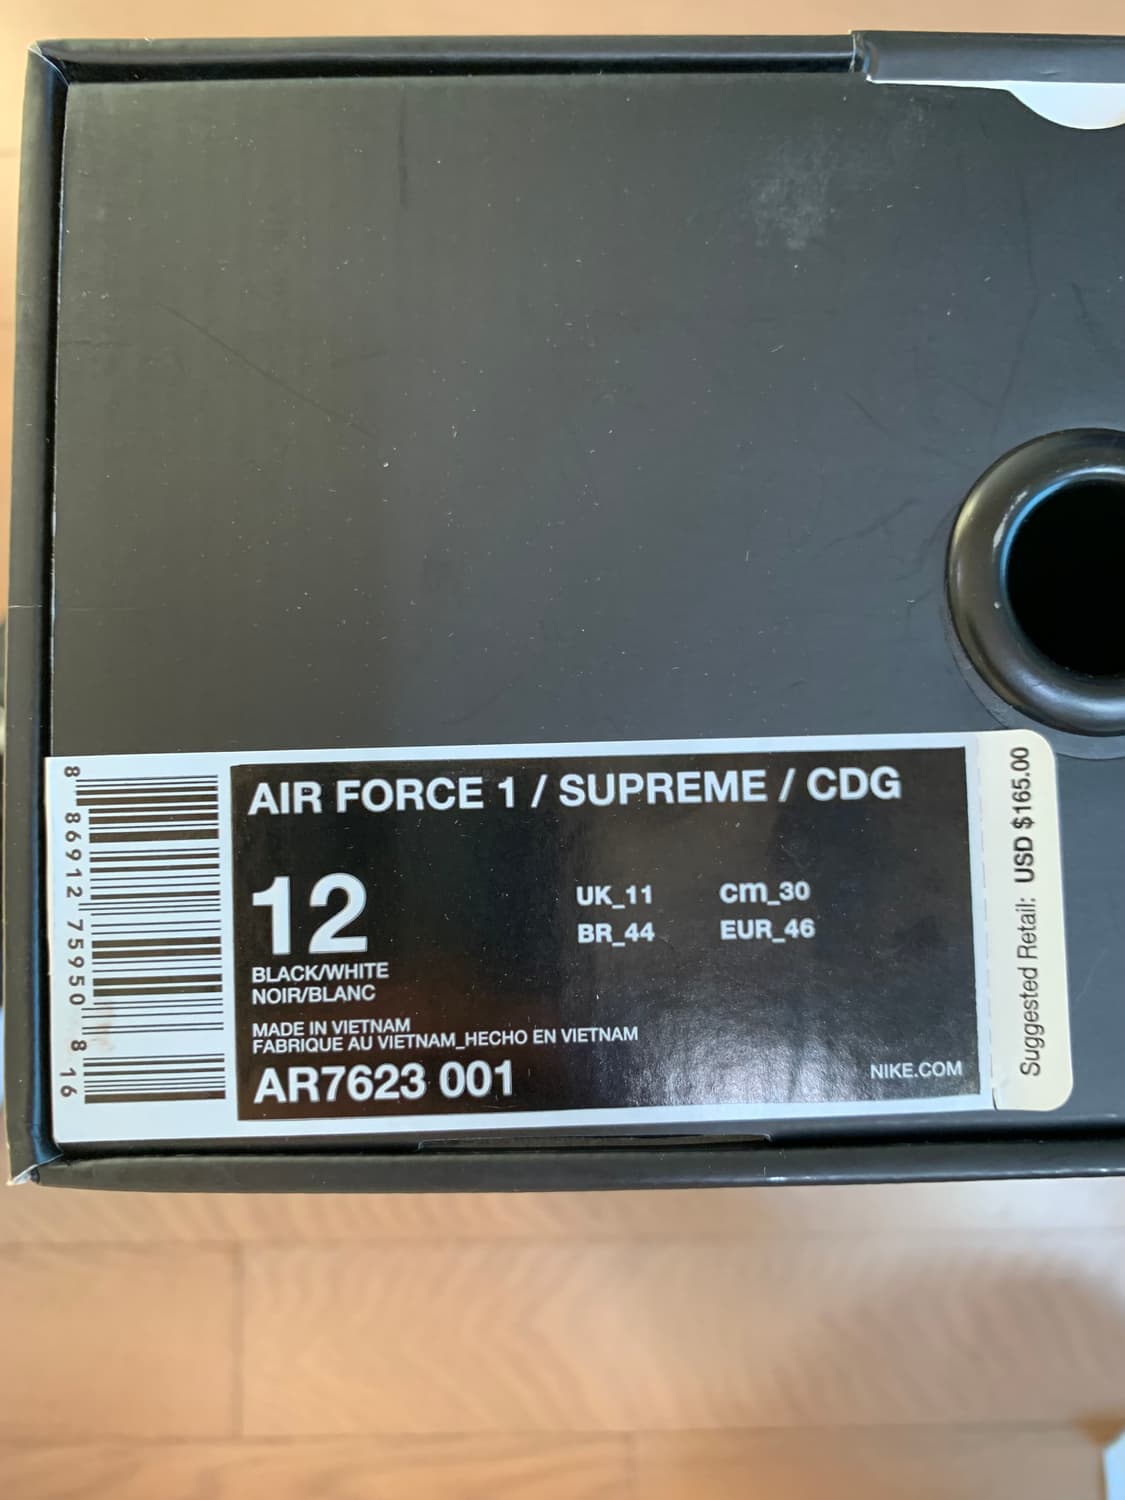 AIR FORCE 1 / SUPREME / CDG
12
UK_11 cm_30
BR_44 EUR_46
BLACK/WHITE
NOIR/BLANC
MADE IN VIETNAM
FABRIQUE AU VIETNAM_HECHO EN VIETNAM
AR7623 001
NIKE.COM
8 86912 75950 8 16
Suggested Retail: USD $165.00